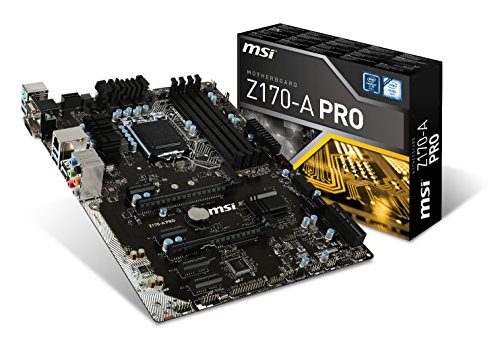 msi
MOTHERBOARD
Z170-A PRO
Z170-A
PRO
msi
msi
Z170-A PRO